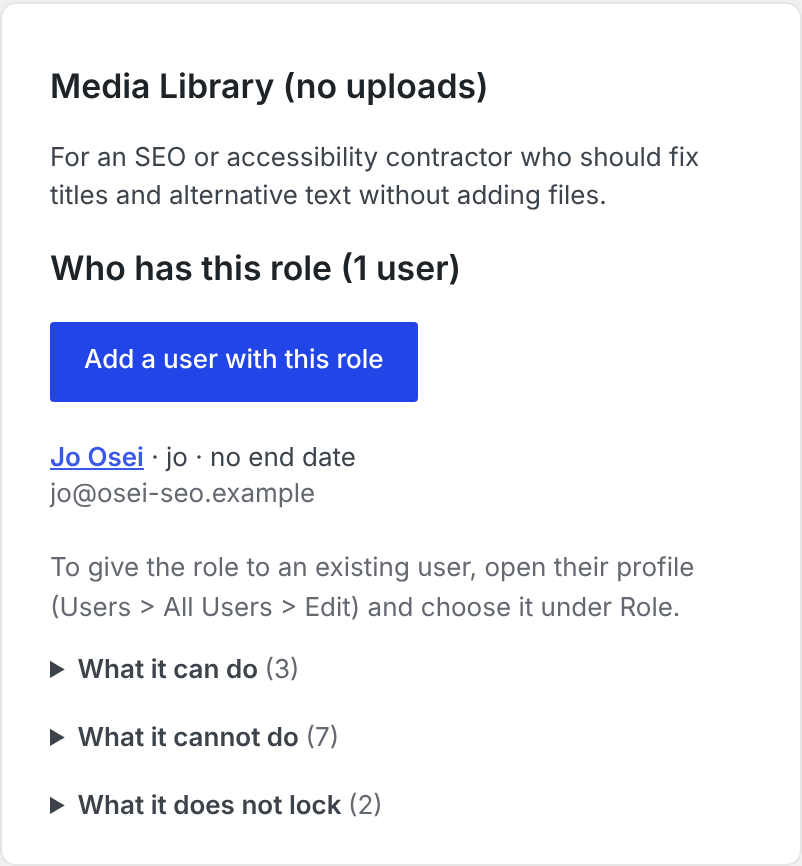 Media Library (no uploads)
For an SEO or accessibility contractor who should fix
titles and alternative text without adding files.
Who has this role (1 user)
Add a user with this role
Jo Osei · jo · no end date
jo@osei-seo.example
To give the role to an existing user, open their profile
(Users > All Users > Edit) and choose it under Role.
What it can do (3)
What it cannot do (7)
What it does not lock (2)